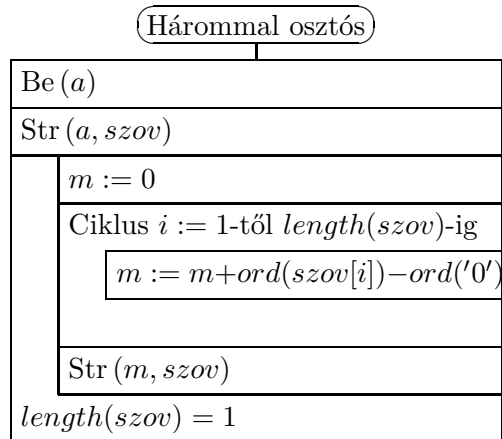 Hárommal osztós
Be (a)
Str (a, szov)
m := 0
Ciklus i := 1-től length(szov)-ig
m := m+ord(szov[i])−ord('0')
Str (m, szov)
length(szov) = 1